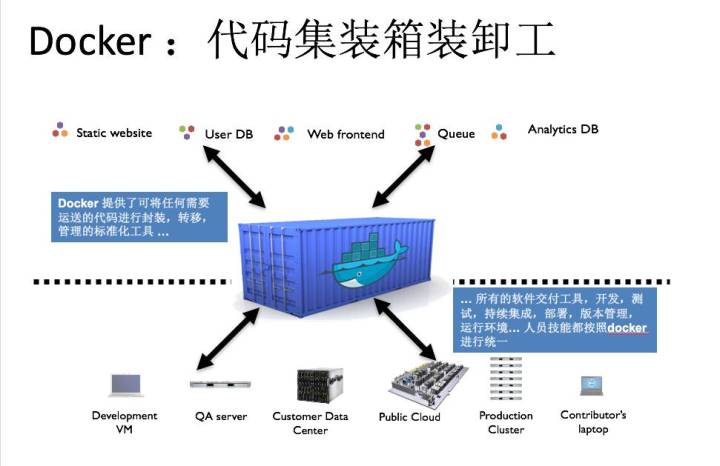 Docker ：代码集装箱装卸工
Static website
User DB
Web frontend
Queue
Analytics DB
Docker 提供了可将任何需要
运送的代码进行封装，转移，
管理的标准化工具 ...
... 所有的软件交付工具，开发，测
试，持续集成，部署，版本管理，
运行环境... 人员技能都按照docker
进行统一
Development
VM
QA server
Customer Data
Center
Public Cloud
Production
Cluster
Contributor's
laptop